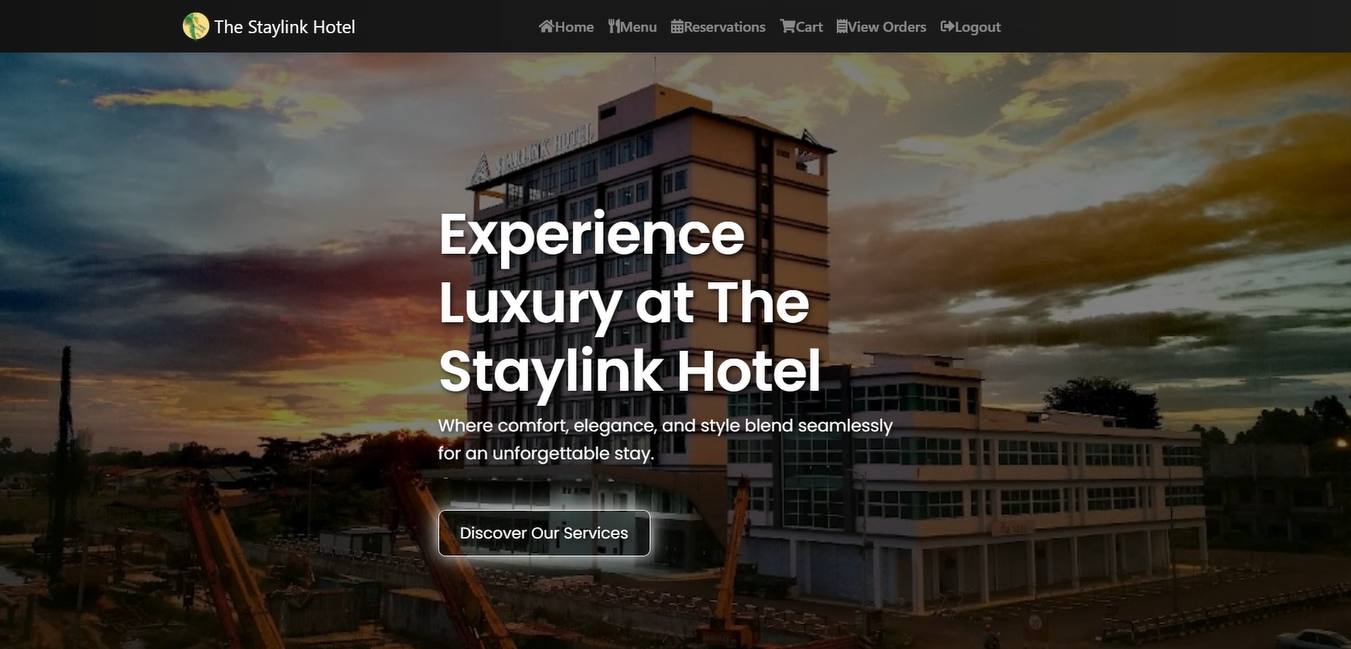 The Staylink Hotel
Home Menu Reservations Cart View Orders Logout
Experience
Luxury at The
Staylink Hotel
Where comfort, elegance, and style blend seamlessly
for an unforgettable stay.
Discover Our Services